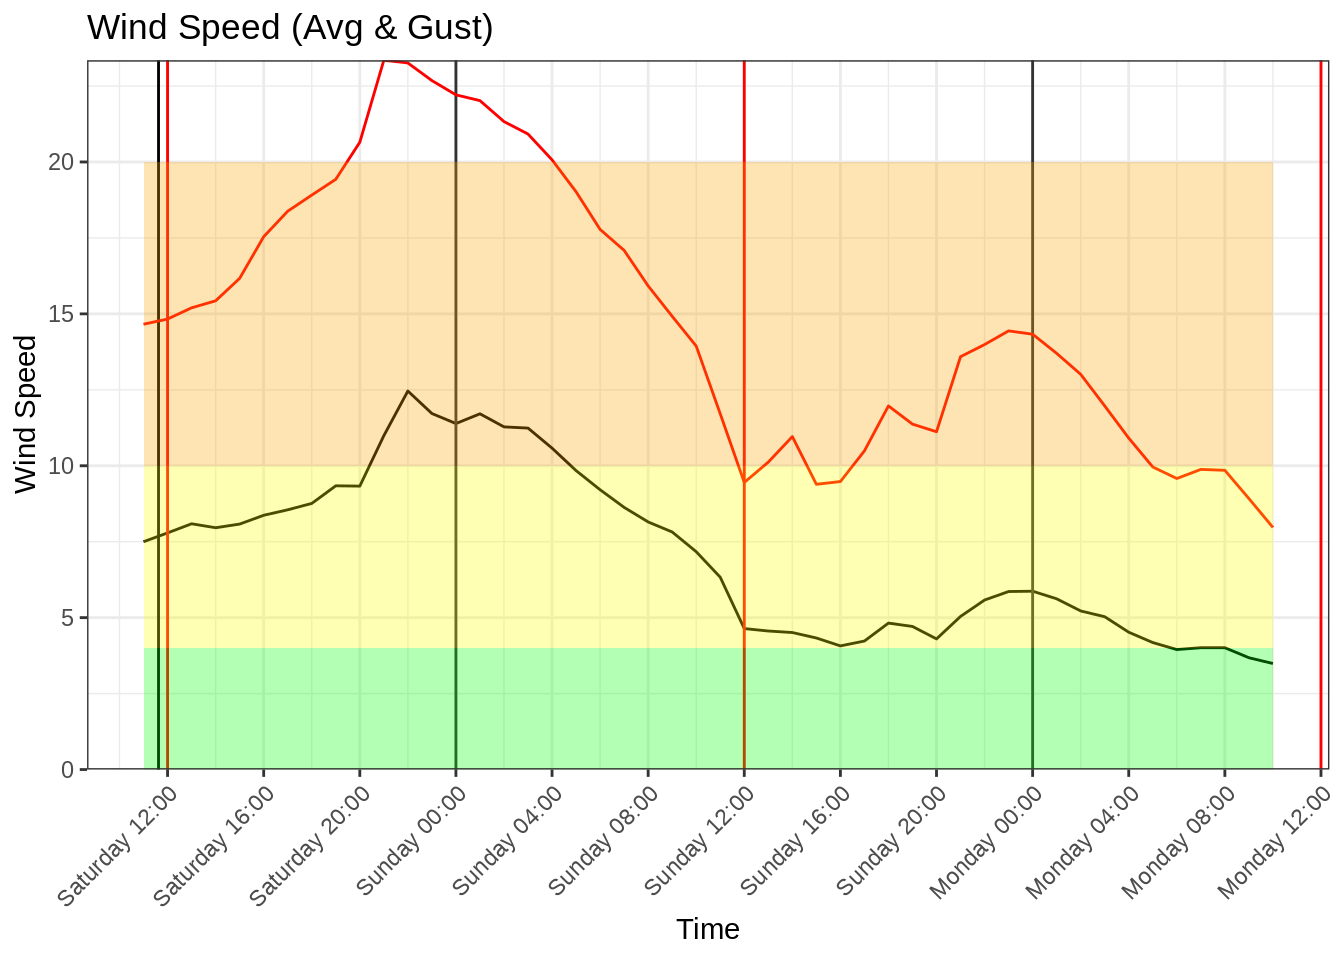 Wind Speed (Avg & Gust)
Wind Speed
20
15
10
5
0
Saturday 12:00
Saturday 16:00
Saturday 20:00
Sunday 00:00
Sunday 04:00
Sunday 08:00
Sunday 12:00
Sunday 16:00
Sunday 20:00
Monday 00:00
Monday 04:00
Monday 08:00
Monday 12:00
Time